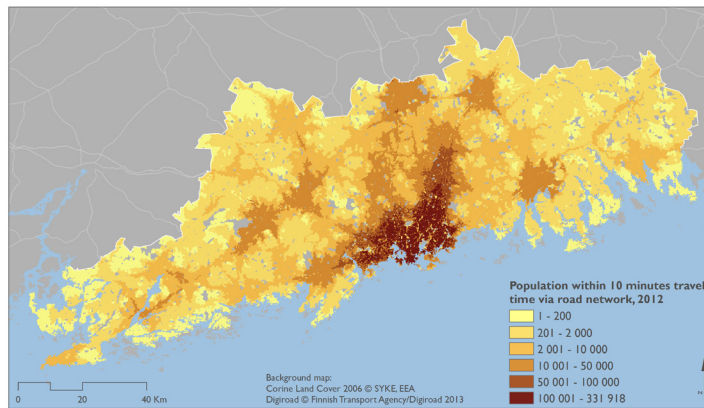 Population within 10 minutes travel
time via road network, 2012
1 - 200
201 - 2 000
2 001 - 10 000
10 001 - 50 000
50 001 - 100 000
100 001 - 331 918
Background map:
Corine Land Cover 2006 © SYKE, EEA
Digiroad © Finnish Transport Agency/Digiroad 2013
0 10 20 40 Km